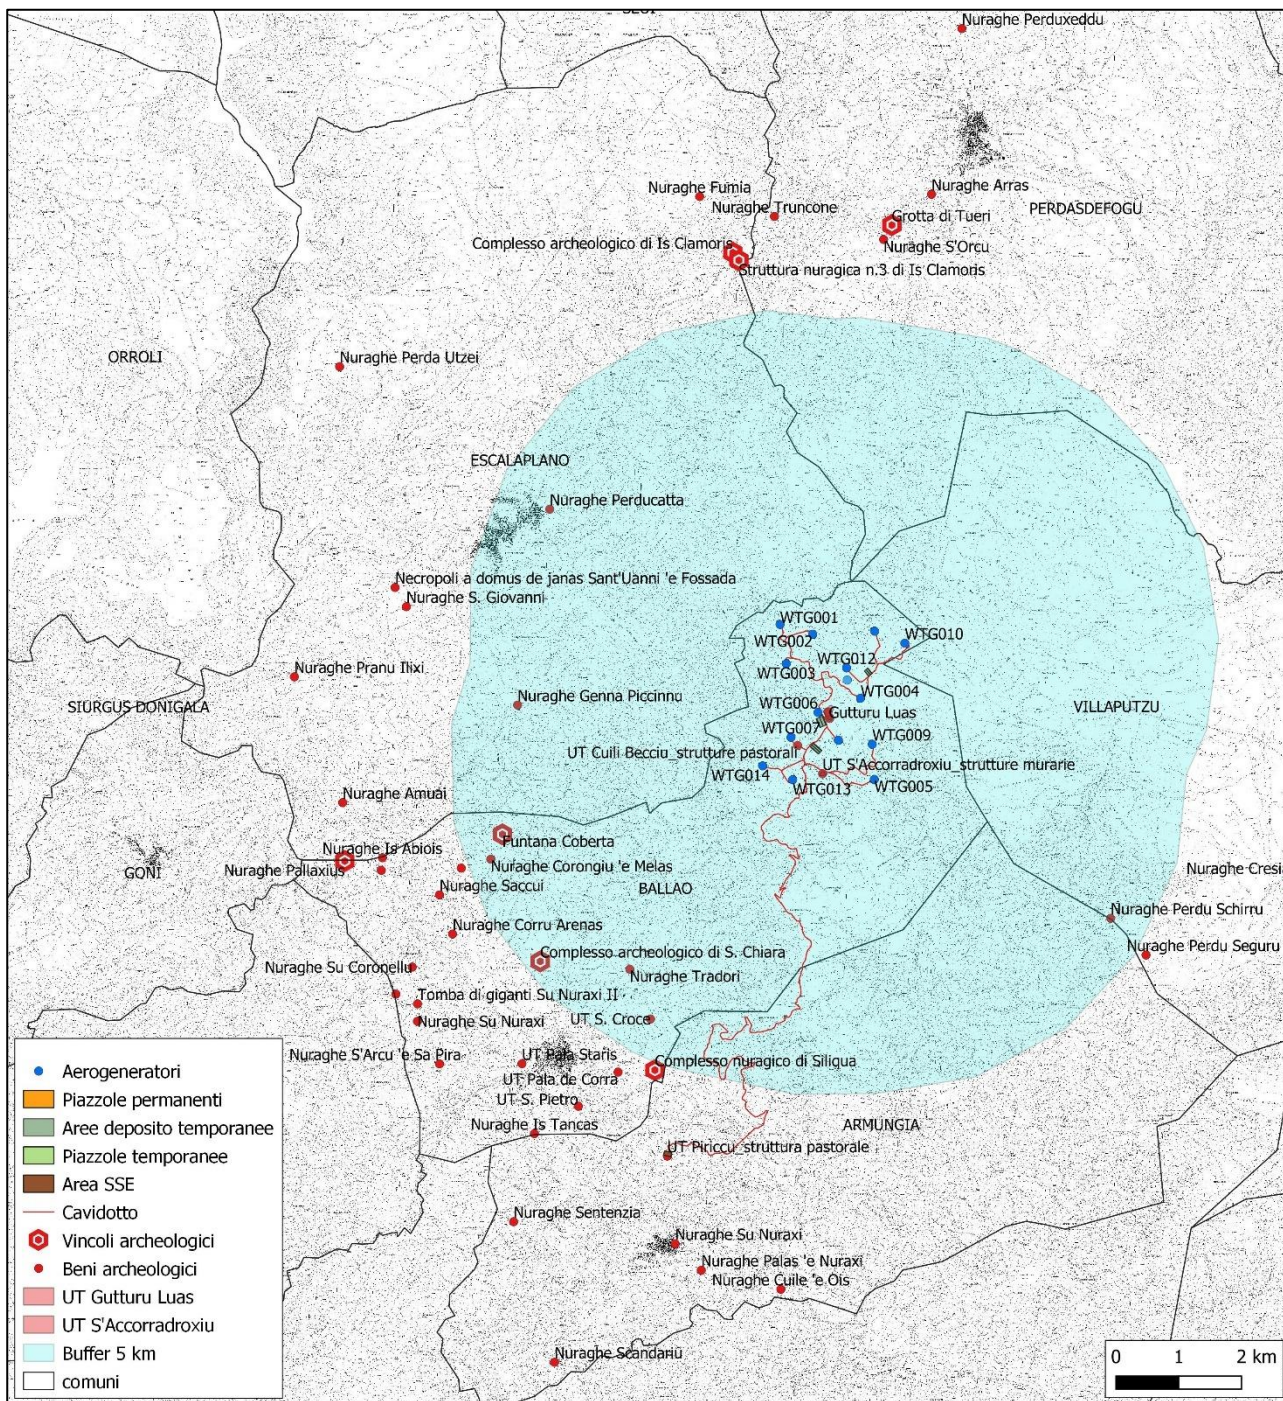 Nuraghe Perduxeddu
Nuraghe Fumia
Nuraghe Arras
Nuraghe Truncone
PERDASDEFOGU
Grotta di Tueri
Complesso archeologico di Is Clamoris
Nuraghe S'Orcu
Struttura nuragica n.3 di Is Clamoris
ORROLI
Nuraghe Perda Utzei
ESCALAPLANO
Nuraghe Perducatta
Necropoli a domus de janas Sant'Uanni 'e Fossada
Nuraghe S. Giovanni
WTG001
WTG002
WTG010
WTG012
WTG003
Nuraghe Pranu Ilixi
SIURGUS DONIGALA
Nuraghe Genna Piccinnu
WTG004
WTG006
VILLAPUTZU
Gutturu Luas
WTG007
WTG009
UT Cuili Becciu_strutture pastorali
UT S'Accorradroxiu_strutture murarie
WTG014
WTG013
WTG005
Nuraghe Amuai
Funtana Coberta
Nuraghe Is Abiois
GONI
Nuraghe Pallaxius
Nuraghe Corongiu 'e Melas
Nuraghe Cresia
Nuraghe Saccui
BALLAO
Nuraghe Perdu Schirru
Nuraghe Corru Arenas
Nuraghe Perdu Seguru
Complesso archeologico di S. Chiara
Nuraghe Su Coronellu
Nuraghe Tradori
Tomba di giganti Su Nuraxi II
Nuraghe Su Nuraxi
UT S. Croce
Nuraghe S'Arcu 'e Sa Pira
UT Pala Staris
Complesso nuragico di Siligua
UT Pala de Corra
UT S. Pietro
Nuraghe Is Tancas
ARMUNGIA
UT Piriccu_struttura pastorale
Nuraghe Sentenzia
Nuraghe Su Nuraxi
Nuraghe Palas 'e Nuraxi
Nuraghe Cuile 'e Ois
Nuraghe Scandariu
Aerogeneratori
Piazzole permanenti
Aree deposito temporanee
Piazzole temporanee
Area SSE
Cavidotto
Vincoli archeologici
Beni archeologici
UT Gutturu Luas
UT S'Accorradroxiu
Buffer 5 km
comuni
0 1 2 km